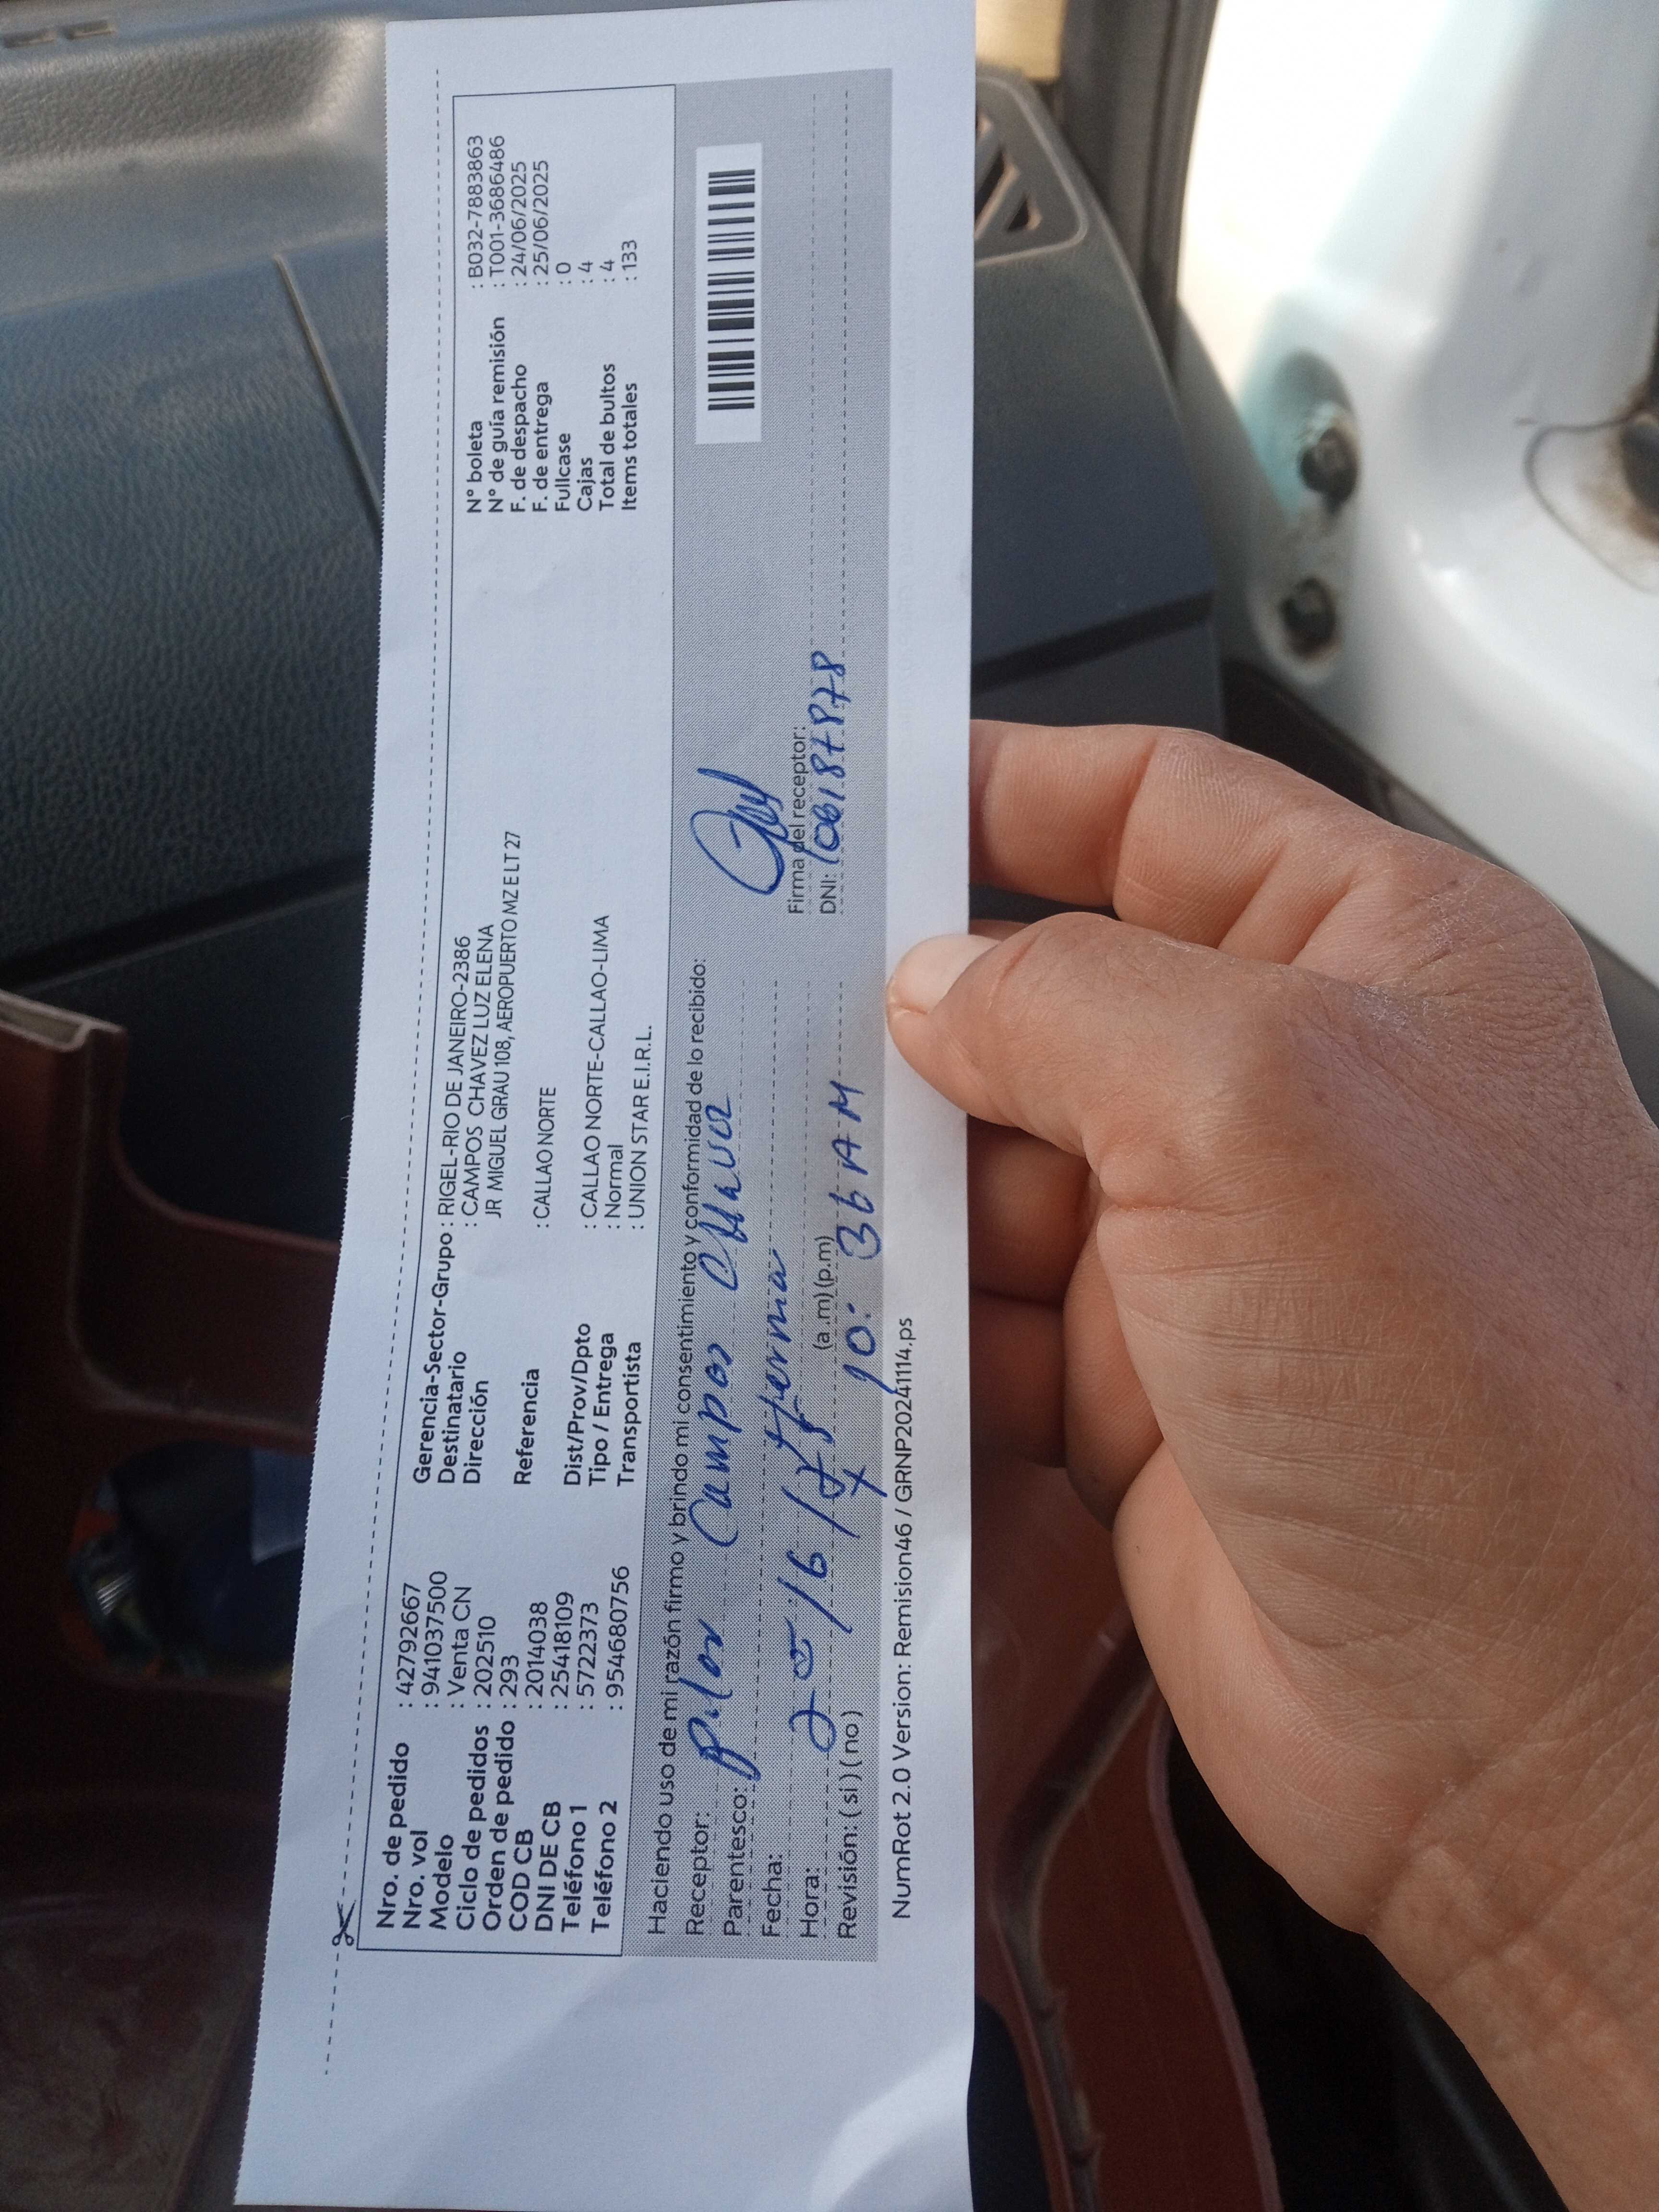 Nro. de pedido : 42792667
Nro. vol : 941037500
Modelo : Venta CN
Ciclo de pedidos : 202510
Orden de pedido : 293
COD CB : 2014038
DNI DE CB : 25418109
Teléfono 1 : 5722373
Teléfono 2 : 954680756
Gerencia-Sector-Grupo : RIGEL-RIO DE JANEIRO-2386
Destinatario : CAMPOS CHAVEZ LUZ ELENA
Dirección JR MIGUEL GRAU 108, AEROPUERTO MZ E LT 27
Referencia : CALLAO NORTE
Dist/Prov/Dpto : CALLAO NORTE-CALLAO-LIMA
Tipo / Entrega : Normal
Transportista : UNION STAR E.I.R.L.
N° boleta : B032-7883863
N° de guía remisión : T001-3686486
F. de despacho : 24/06/2025
F. de entrega : 25/06/2025
Fullcase : 0
Cajas : 4
Total de bultos : 4
Items totales : 133
Haciendo uso de mi razón firmo y brindo mi consentimiento y conformidad de lo recibido:
Receptor: Campos
Parentesco:
Fecha:
Hora: (a.m) (p.m) 10: 36 AM
Revisión: ( si ) ( no )
Firma del receptor:
DNI:
NumRot 2.0 Version: Remision46 / GRNP20241114.ps